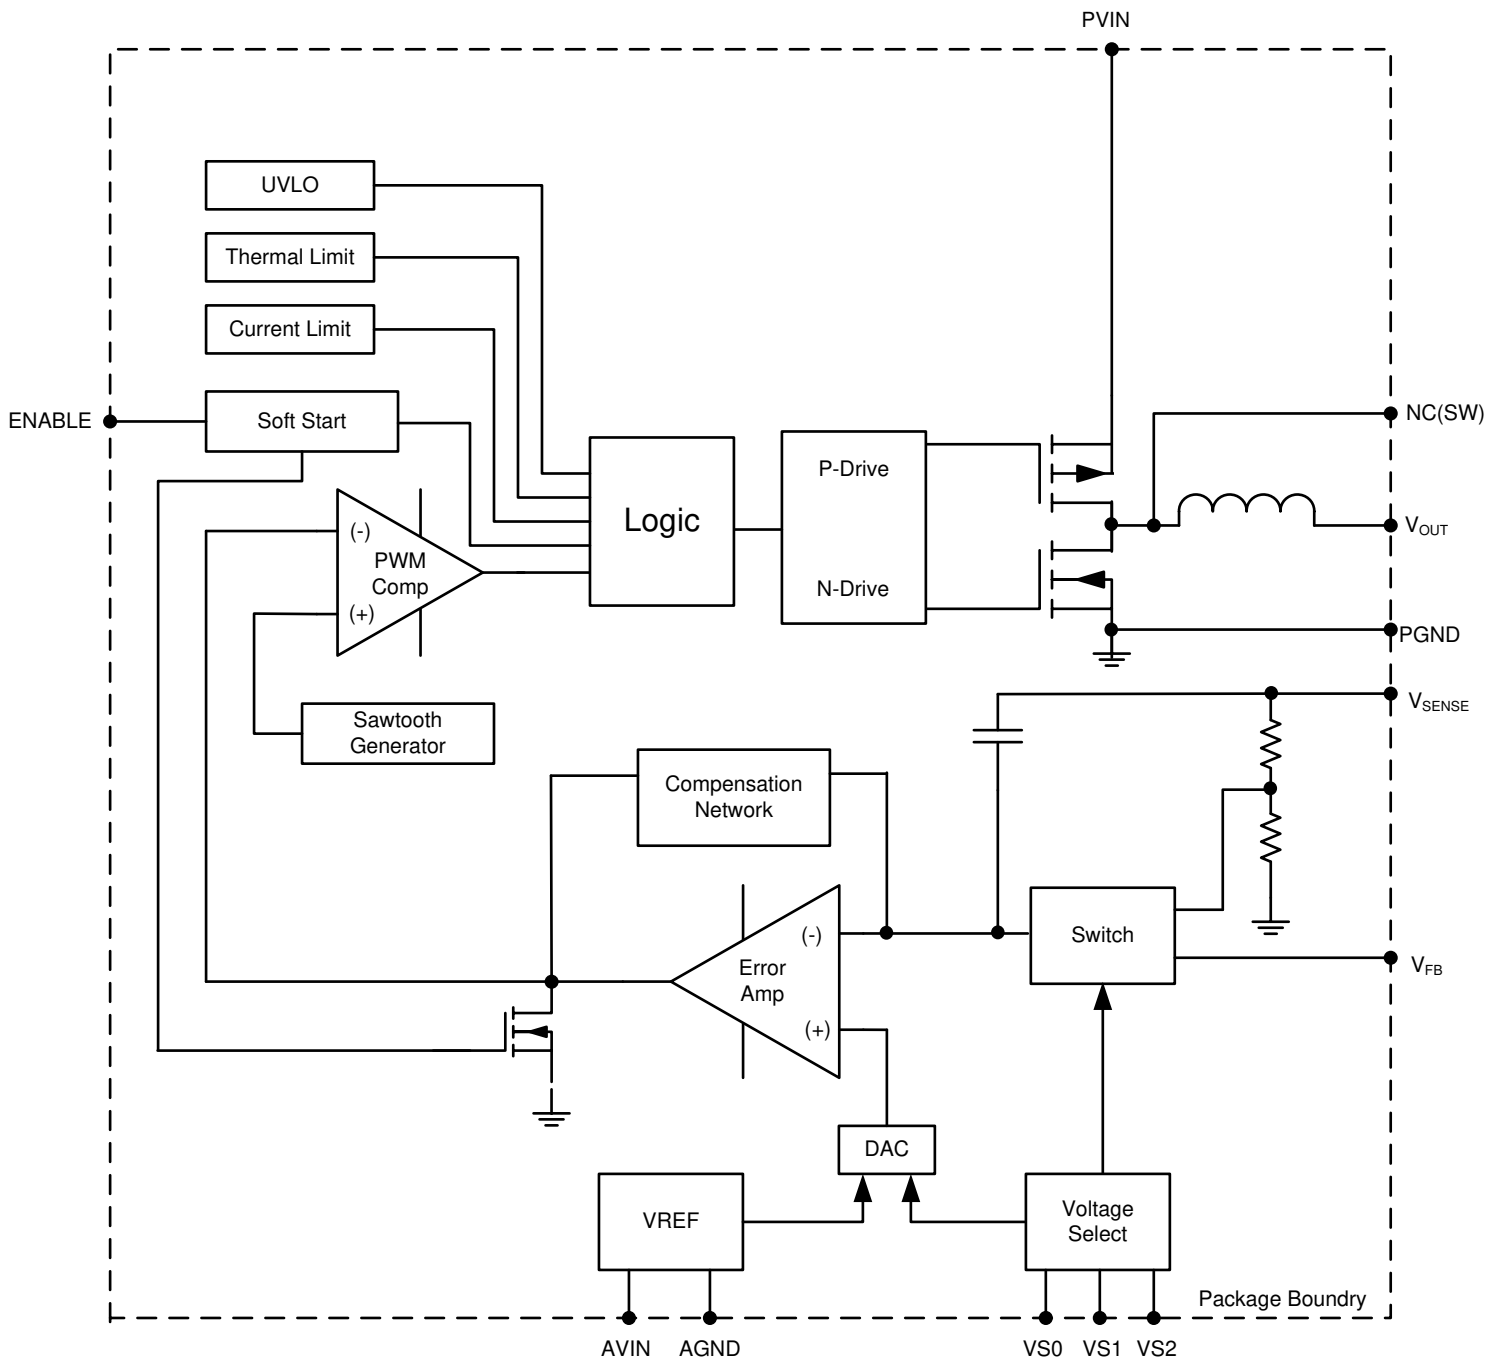 PVIN
UVLO
Thermal Limit
Current Limit
ENABLE
Soft Start
NC(SW)
P-Drive
Logic
VOUT
(-)
PWM
Comp
(+)
N-Drive
PGND
VSENSE
Sawtooth
Generator
Compensation
Network
Switch
(-)
Error
Amp
(+)
VFB
DAC
VREF
Voltage
Select
Package Boundry
AVIN
AGND
VS0
VS1
VS2